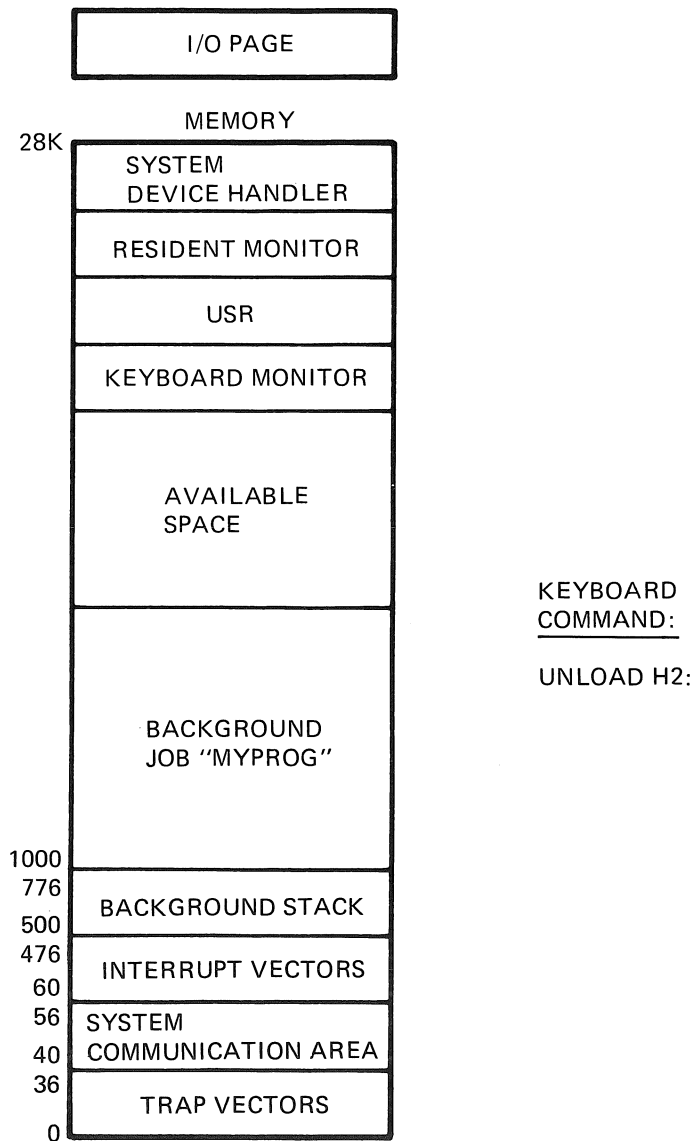 I/O PAGE
MEMORY
28K
SYSTEM
DEVICE HANDLER
RESIDENT MONITOR
USR
KEYBOARD MONITOR
AVAILABLE
SPACE
KEYBOARD
COMMAND:
UNLOAD H2:
BACKGROUND
JOB "MYPROG"
1000
776
BACKGROUND STACK
500
476
INTERRUPT VECTORS
60
56
SYSTEM
COMMUNICATION AREA
40
36
TRAP VECTORS
0